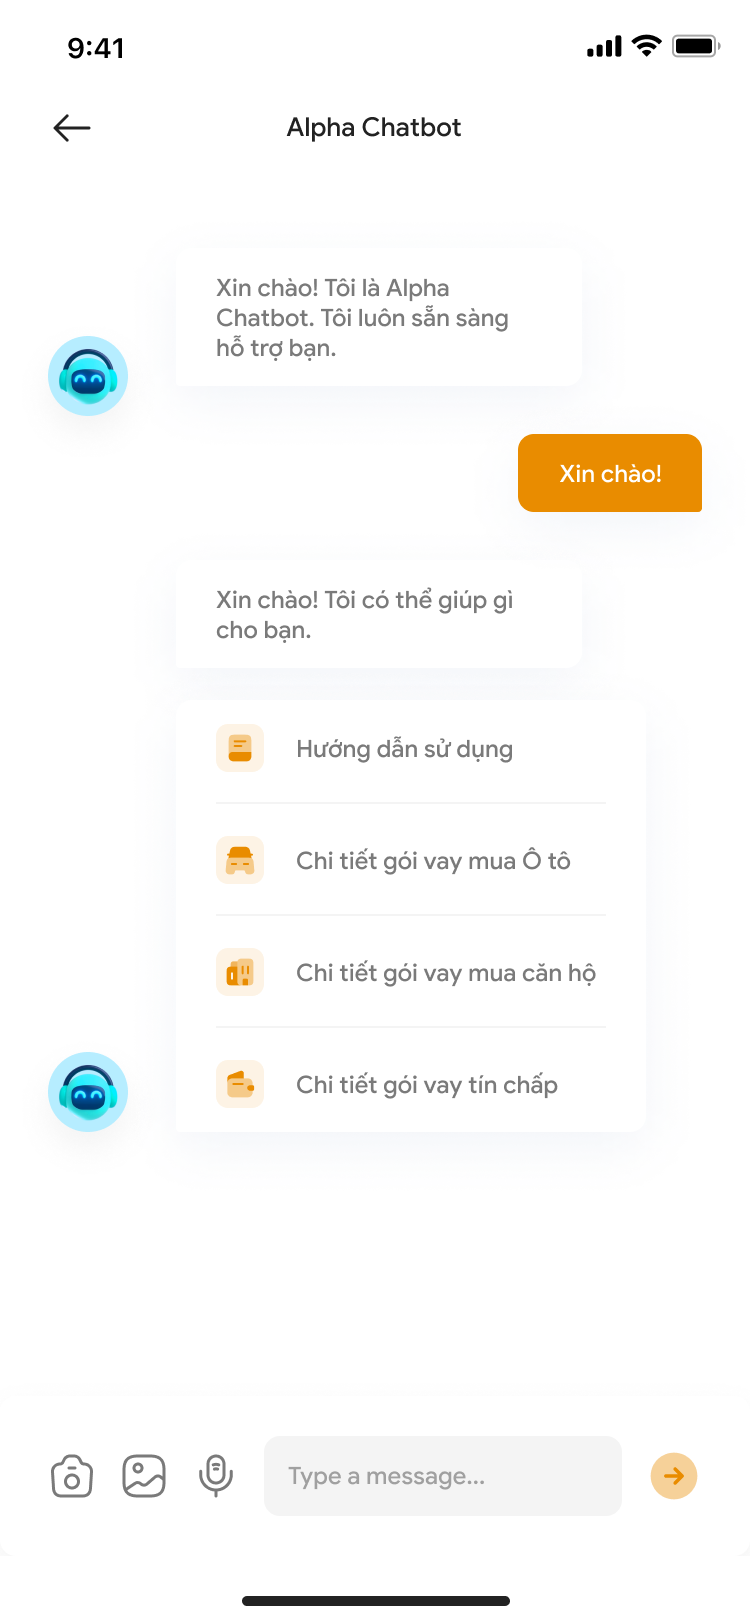 9:41
Alpha Chatbot
Xin chào! Tôi là Alpha
Chatbot. Tôi luôn sẵn sàng
hỗ trợ bạn.
Xin chào!
Xin chào! Tôi có thể giúp gì
cho bạn.
Hướng dẫn sử dụng
Chi tiết gói vay mua Ô tô
Chi tiết gói vay mua căn hộ
Chi tiết gói vay tín chấp
Type a message...